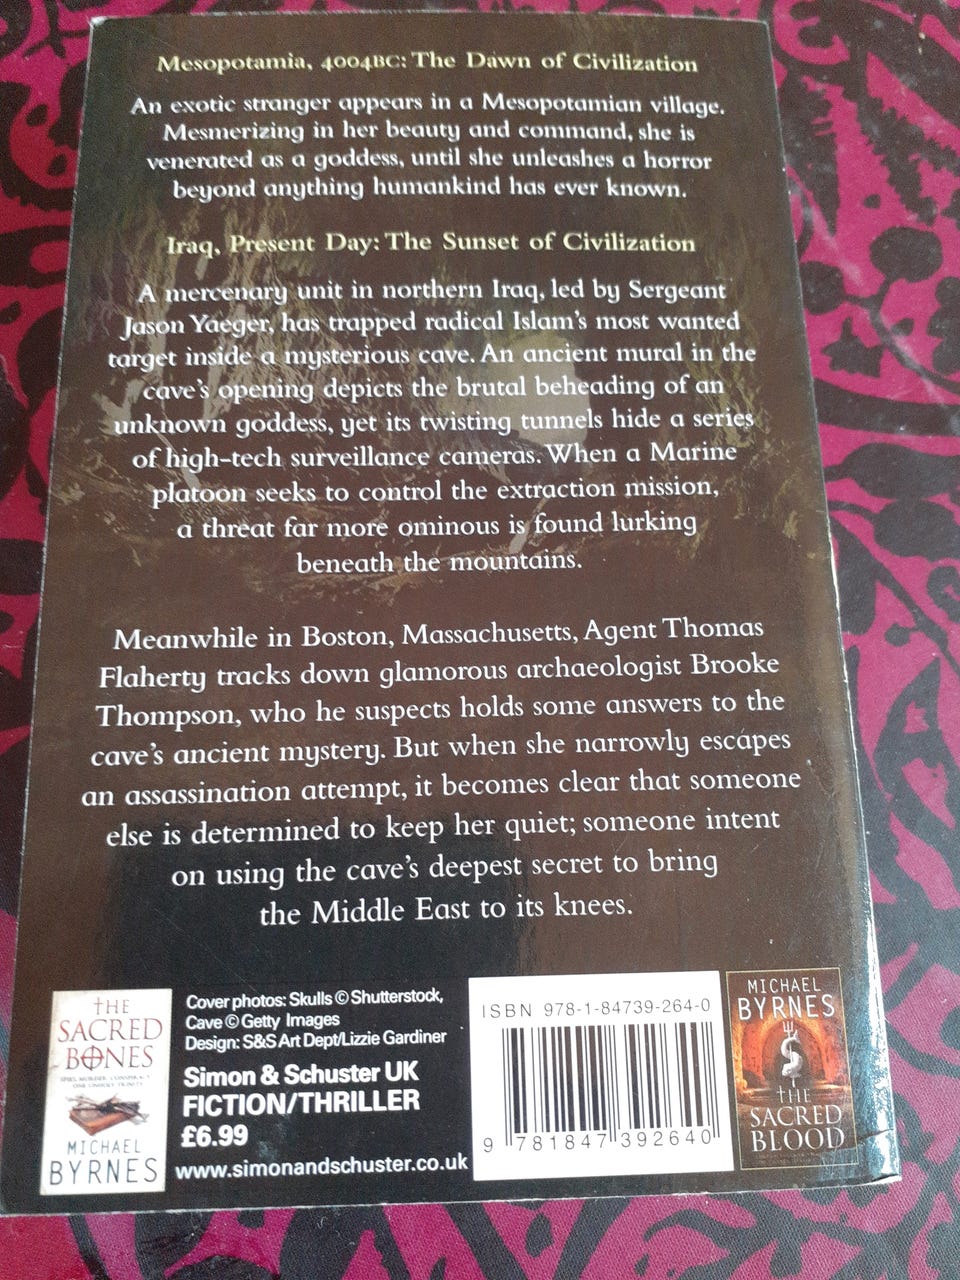 Mesopotamia, 4004BC: The Dawn of Civilization
An exotic stranger appears in a Mesopotamian village.
Mesmerizing in her beauty and command, she is
venerated as a goddess, until she unleashes a horror
beyond anything humankind has ever known.
Iraq, Present Day: The Sunset of Civilization
A mercenary unit in northern Iraq, led by Sergeant
Jason Yaeger, has trapped radical Islam's most wanted
target inside a mysterious cave. An ancient mural in the
cave's opening depicts the brutal beheading of an
unknown goddess, yet its twisting tunnels hide a series
of high-tech surveillance cameras. When a Marine
platoon seeks to control the extraction mission,
a threat far more ominous is found lurking
beneath the mountains.
Meanwhile in Boston, Massachusetts, Agent Thomas
Flaherty tracks down glamorous archaeologist Brooke
Thompson, who he suspects holds some answers to the
cave's ancient mystery. But when she narrowly escapes
an assassination attempt, it becomes clear that someone
else is determined to keep her quiet; someone intent
on using the cave's deepest secret to bring
the Middle East to its knees.
THE
SACRED
BONES
MICHAEL
BYRNES
Cover photos: Skulls © Shutterstock,
Cave © Getty Images
Design: S&S Art Dept/Lizzie Gardiner
Simon & Schuster UK
FICTION/THRILLER
£6.99
www.simonandschuster.co.uk
ISBN 978-1-84739-264-0
9 781847 392640
MICHAEL
BYRNES
THE
SACRED
BLOOD